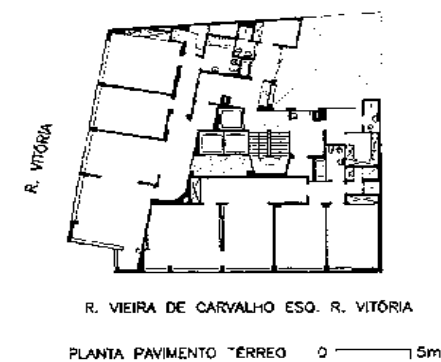 R. VITÓRIA
R. VIEIRA DE CARVALHO ESQ. R. VITÓRIA
PLANTA PAVIMENTO TÉRREO 0 5m